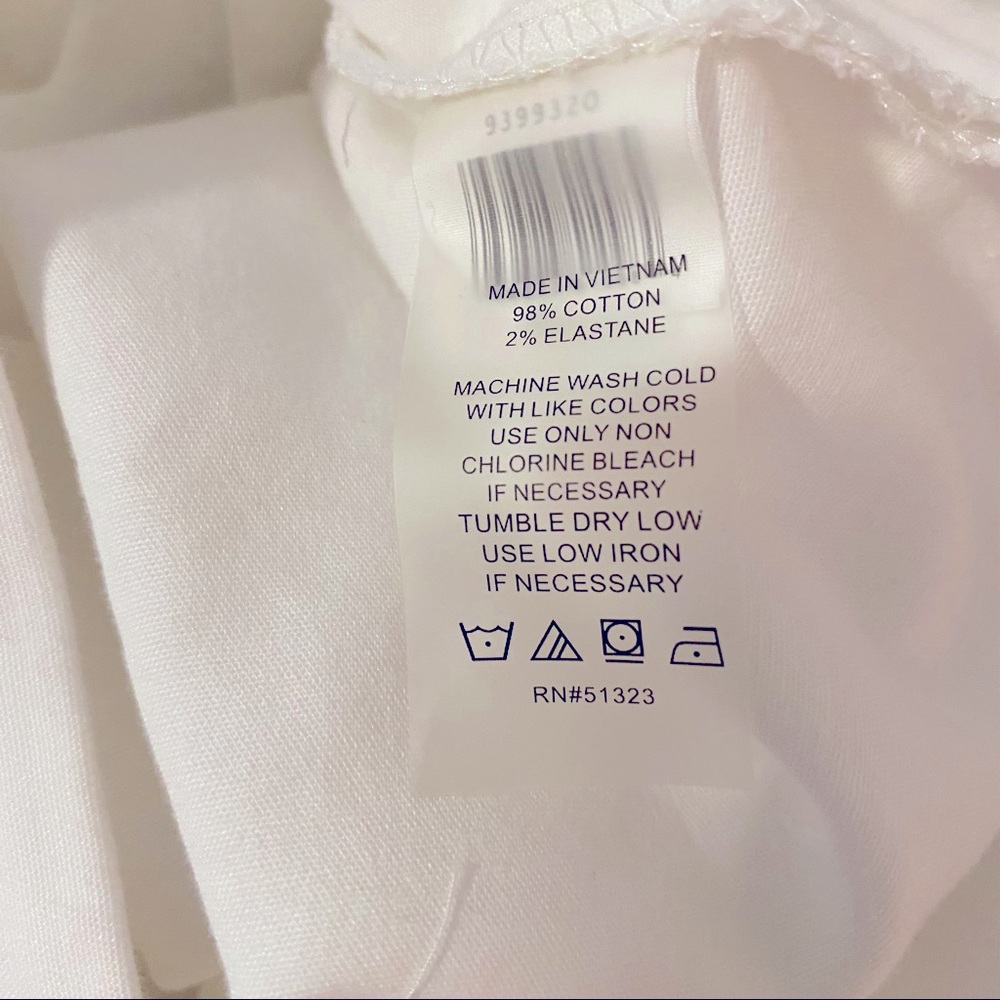 9399320
MADE IN VIETNAM
98% COTTON
2% ELASTANE
MACHINE WASH COLD
WITH LIKE COLORS
USE ONLY NON
CHLORINE BLEACH
IF NECESSARY
TUMBLE DRY LOW
USE LOW IRON
IF NECESSARY
RN#51323